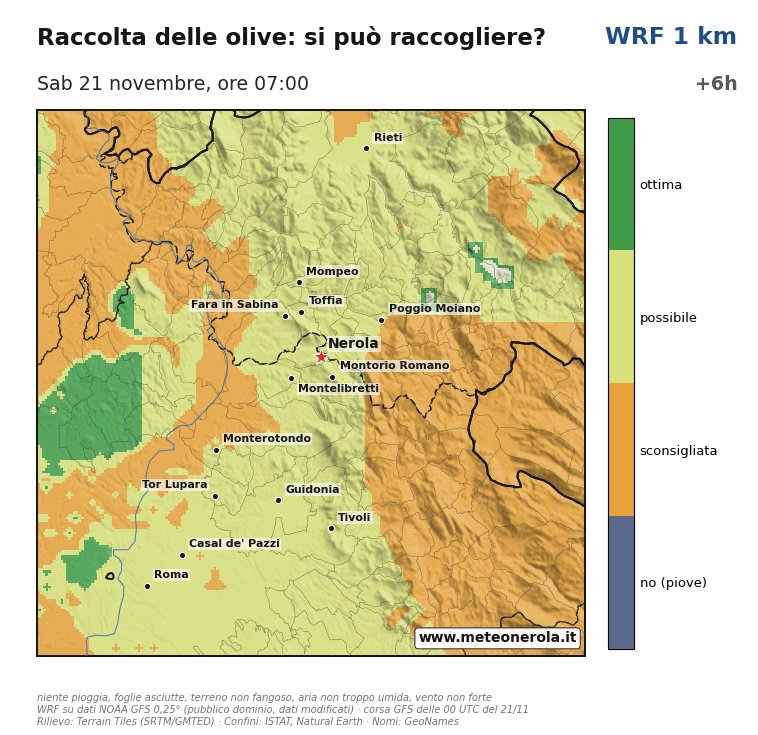 Raccolta delle olive: si può raccogliere?
WRF 1 km
Sab 21 novembre, ore 07:00
+6h
Rieti
Mompeo
Fara in Sabina
Toffia
Poggio Moiano
Nerola
Montorio Romano
Montelibretti
Monterotondo
Tor Lupara
Guidonia
Tivoli
Casal de' Pazzi
Roma
www.meteonerola.it
ottima
possibile
sconsigliata
no (piove)
niente pioggia, foglie asciutte, terreno non fangoso, aria non troppo umida, vento non forte
WRF su dati NOAA GFS 0,25° (pubblico dominio, dati modificati) · corsa GFS delle 00 UTC del 21/11
Rilievo: Terrain Tiles (SRTM/GMTED) · Confini: ISTAT, Natural Earth · Nomi: GeoNames